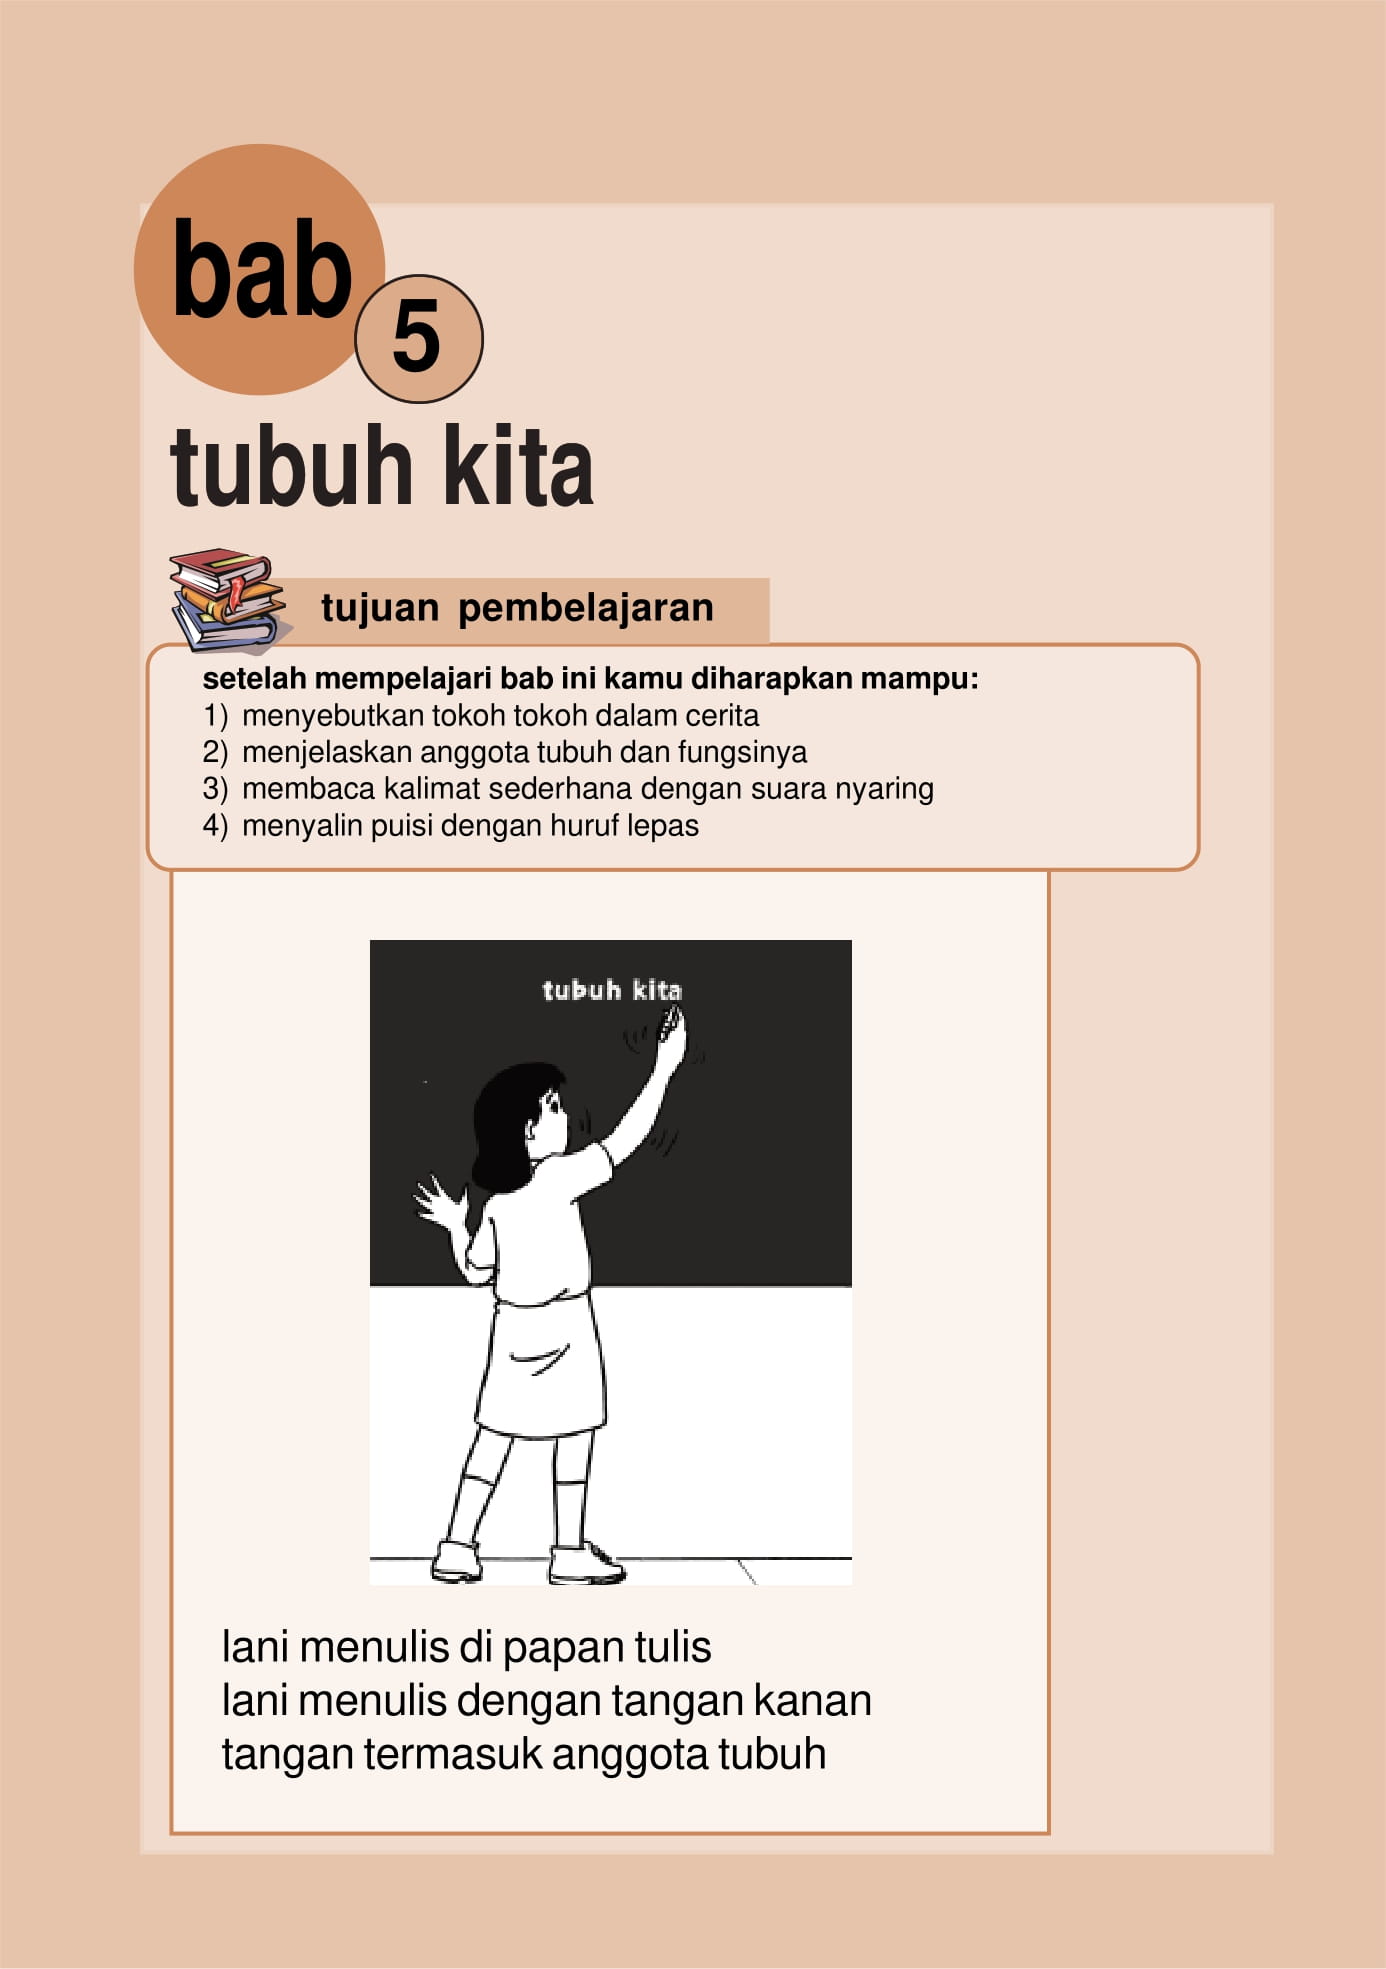 bab
5
tubuh kita
tujuan pembelajaran
setelah mempelajari bab ini kamu diharapkan mampu:
1) menyebutkan tokoh tokoh dalam cerita
2) menjelaskan anggota tubuh dan fungsinya
3) membaca kalimat sederhana dengan suara nyaring
4) menyalin puisi dengan huruf lepas
tubuh kita
lani menulis di papan tulis
lani menulis dengan tangan kanan
tangan termasuk anggota tubuh